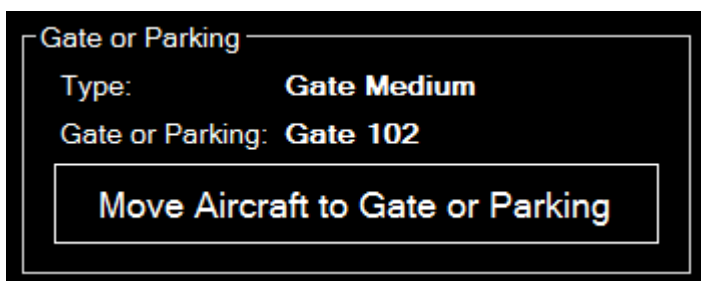 Gate or Parking
Type: Gate Medium
Gate or Parking: Gate 102
Move Aircraft to Gate or Parking